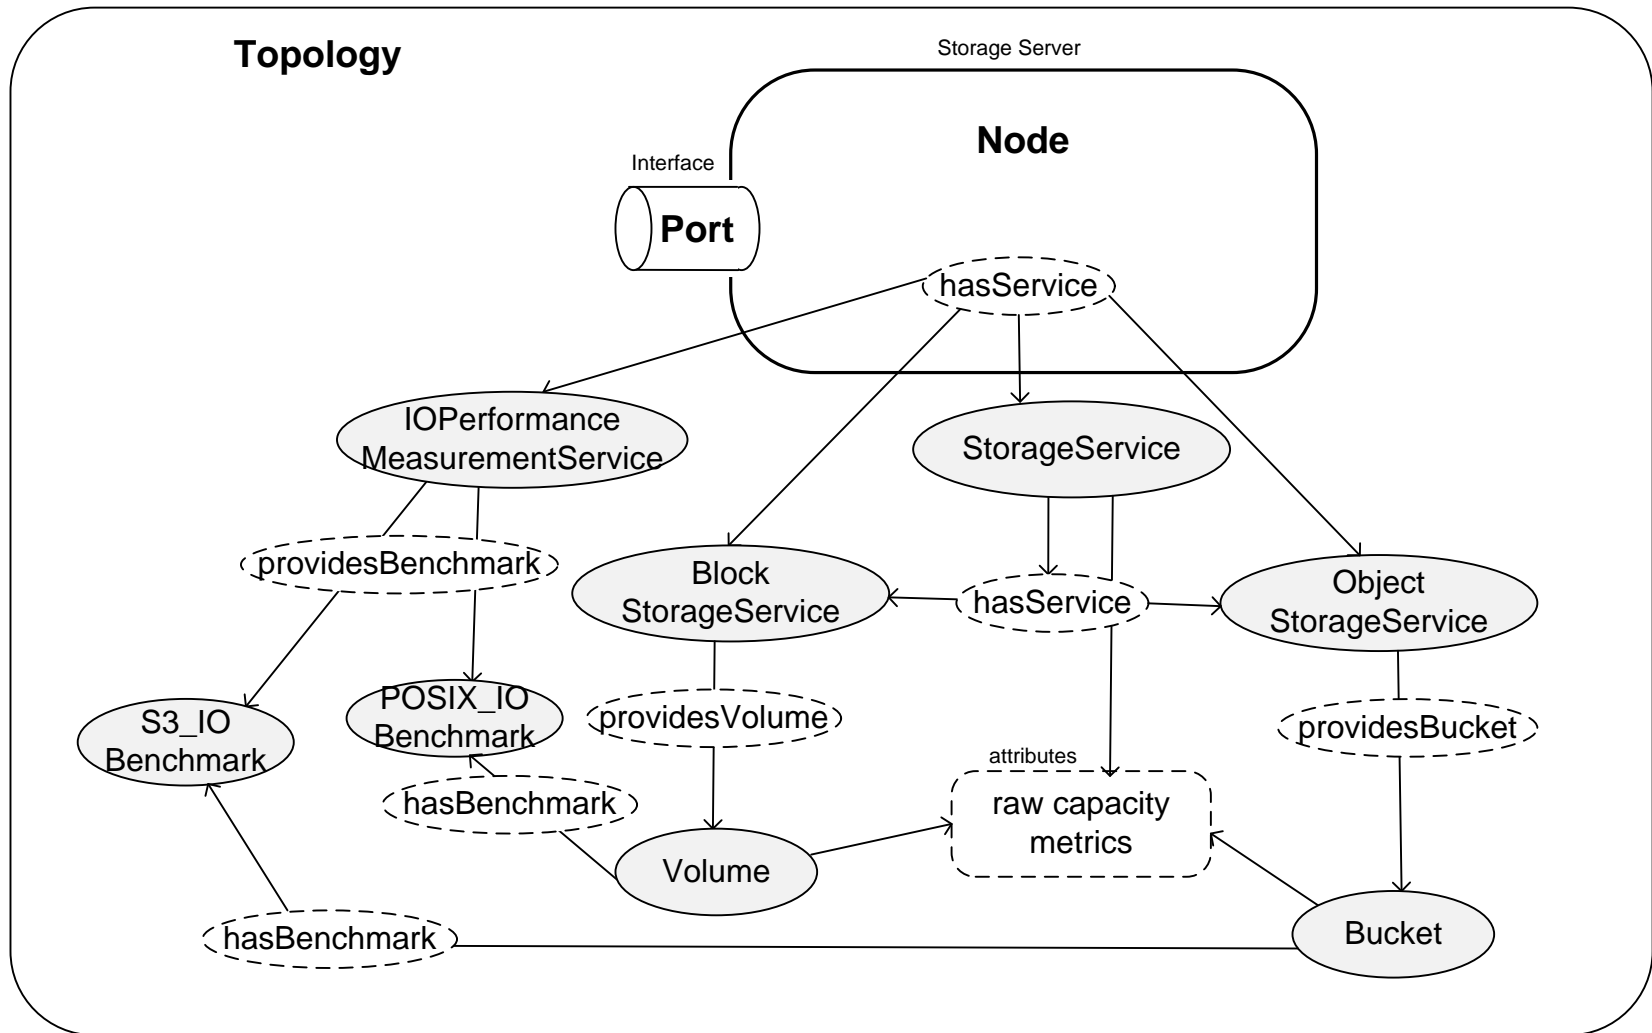 Topology
Storage Server
Node
Interface
Port
hasService
IOPerformance
MeasurementService
StorageService
providesBenchmark
Block
StorageService
hasService
Object
StorageService
S3_IO
Benchmark
POSIX_IO
Benchmark
providesVolume
providesBucket
attributes
raw capacity
metrics
hasBenchmark
Volume
hasBenchmark
Bucket